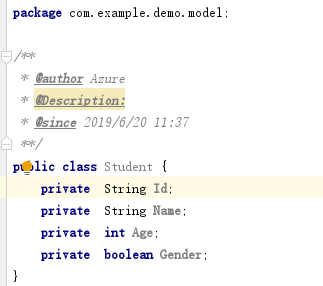 package com.example.demo.model;
/**
 * @author Azure
 * @Description:
 * @since 2019/6/20 11:37
 **/
public class Student {
    private  String Id;
    private  String Name;
    private  int Age;
    private  boolean Gender;
}